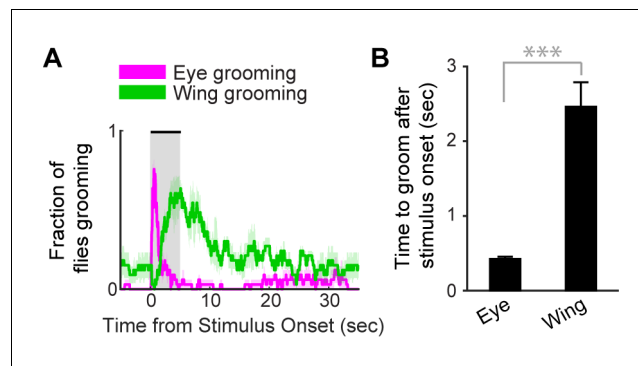 A
Eye grooming
Wing grooming
1
0
Fraction of
flies grooming
0 10 20 30
Time from Stimulus Onset (sec)
B
***
3
2
1
0
Time to groom after
stimulus onset (sec)
Eye
Wing